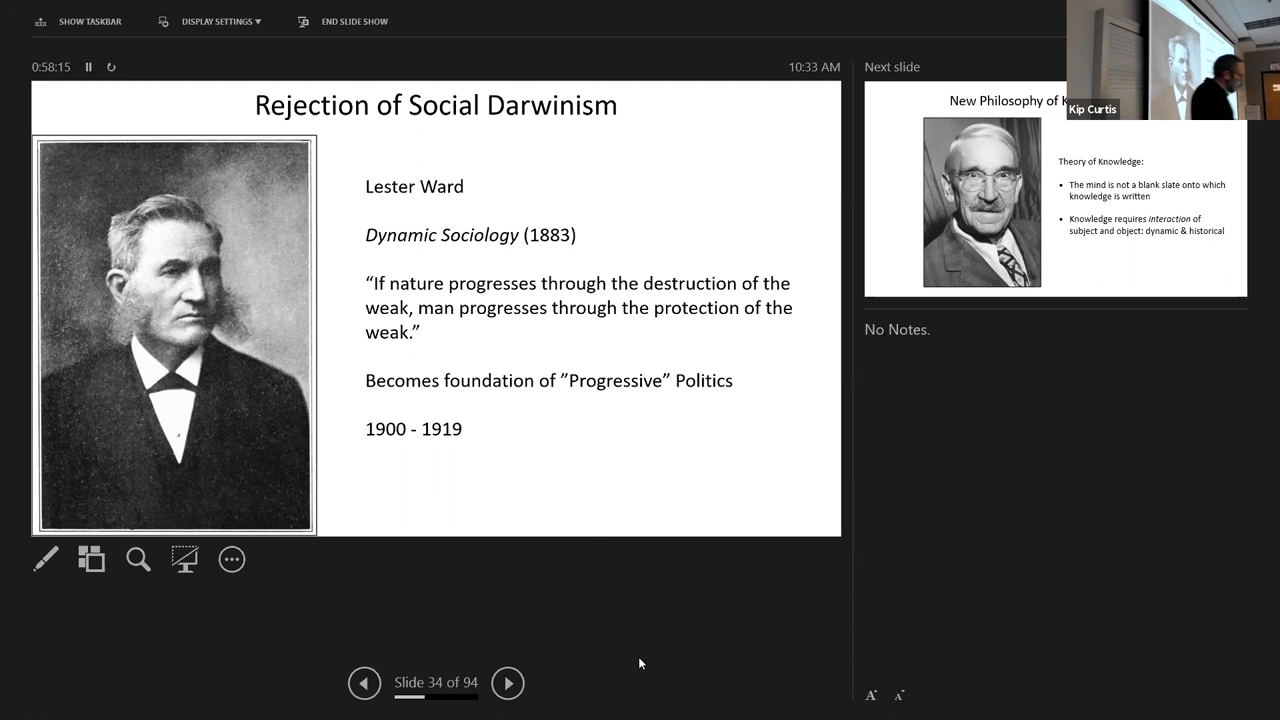 SHOW TASKBAR
DISPLAY SETTINGS ▼
END SLIDE SHOW
0:58:15
10:33 AM
Rejection of Social Darwinism
Lester Ward
Dynamic Sociology (1883)
“If nature progresses through the destruction of the
weak, man progresses through the protection of the
weak.”
Becomes foundation of ”Progressive” Politics
1900 - 1919
Slide 34 of 94
Next slide
New Philosophy of
Kip Curtis
Theory of Knowledge:
• The mind is not a blank slate onto which
knowledge is written
• Knowledge requires interaction of
subject and object: dynamic & historical
No Notes.
A A